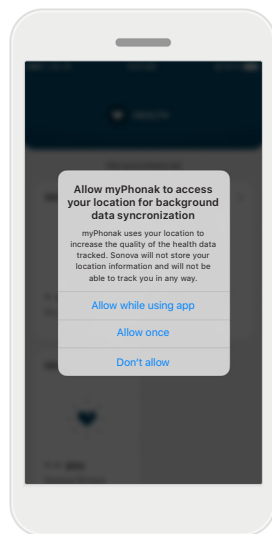 HEALTH
Allow myPhonak to access
your location for background
data syncronization
myPhonak uses your location to
increase the quality of the health data
tracked. Sonova will not store your
location information and will not be
able to track you in any way.
Allow while using app
Allow once
Don't allow